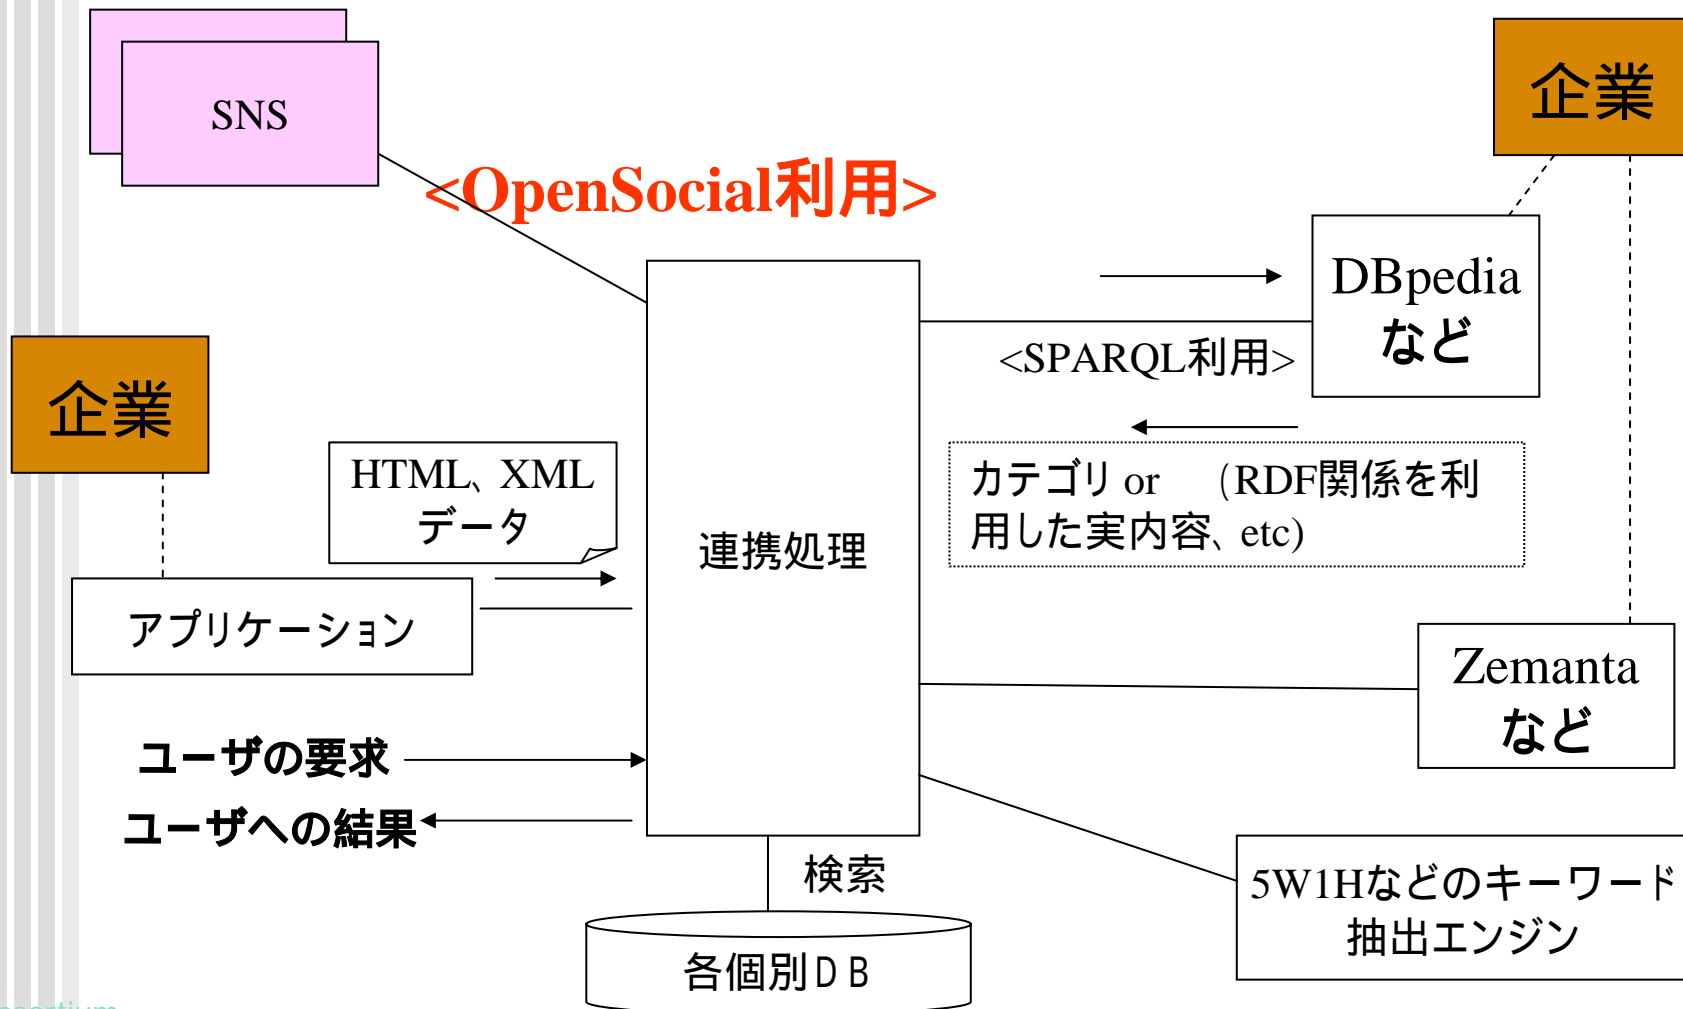 SNS
企業
<OpenSocial利用>
DBpedia
など
<SPARQL利用>
企業
HTML、XML
データ
カテゴリ or （RDF関係を利
用した実内容、etc)
連携処理
アプリケーション
Zemanta
など
ユーザの要求
ユーザへの結果
検索
5W1Hなどのキーワード
抽出エンジン
各個別ＤＢ